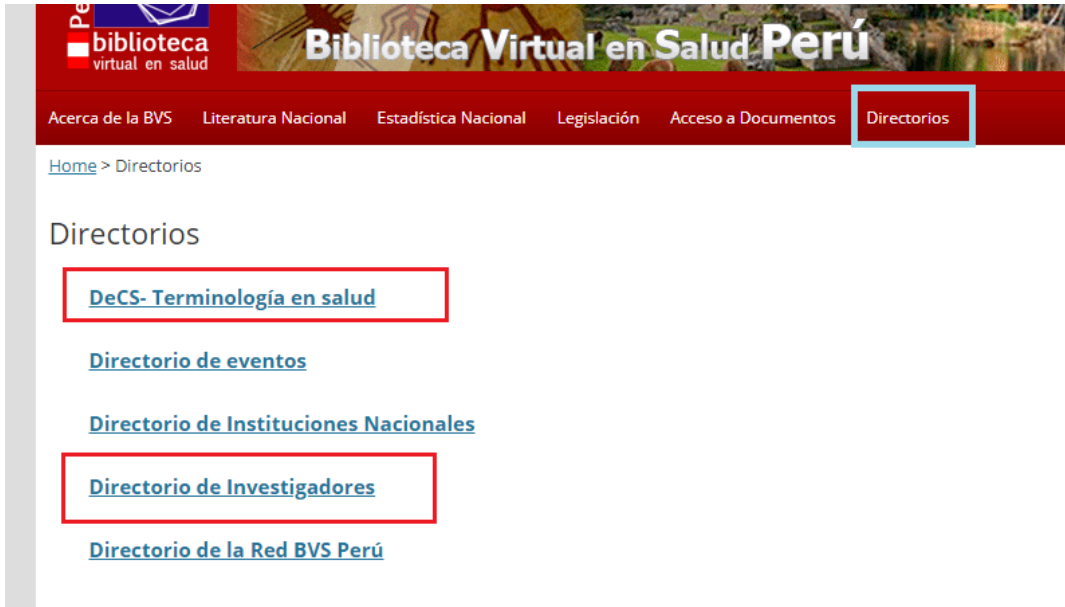 Pe
biblioteca
virtual en salud
Biblioteca Virtual en Salud Perú
Acerca de la BVS Literatura Nacional Estadística Nacional Legislación Acceso a Documentos Directorios
Home > Directorios
Directorios
DeCS- Terminología en salud
Directorio de eventos
Directorio de Instituciones Nacionales
Directorio de Investigadores
Directorio de la Red BVS Perú